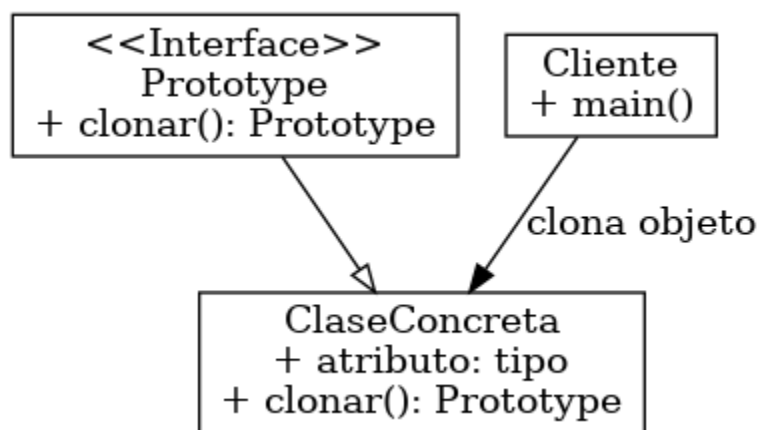 <<Interface>>
Prototype
+ clonar(): Prototype
Cliente
+ main()
clona objeto
ClaseConcreta
+ atributo: tipo
+ clonar(): Prototype